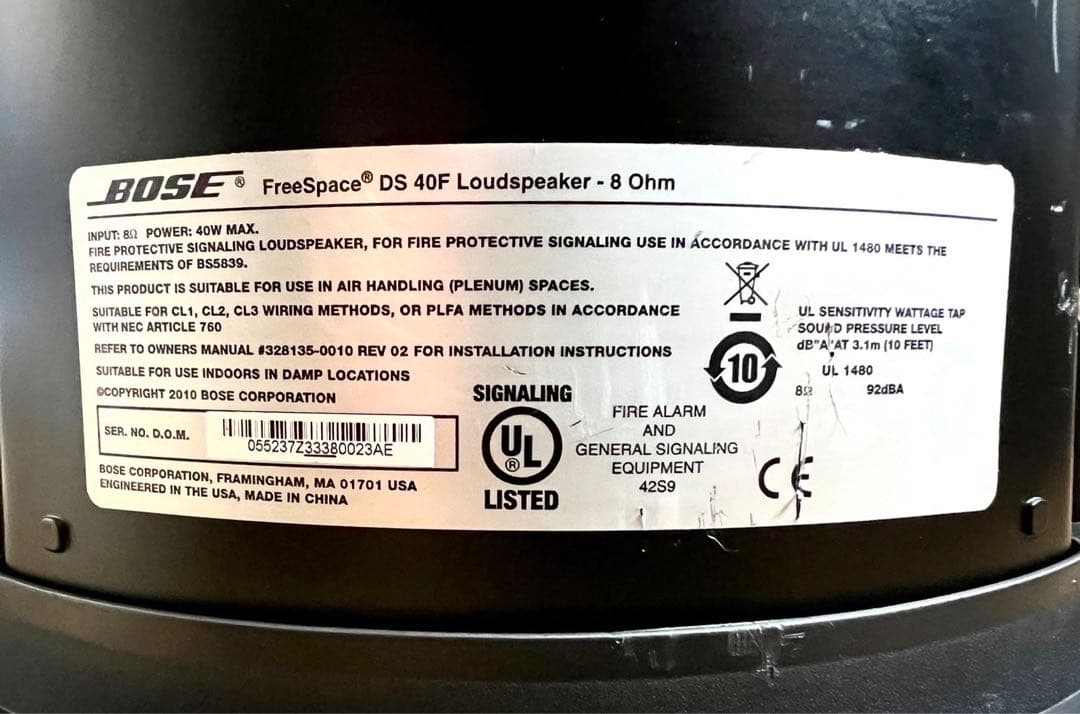 BOSE® FreeSpace® DS 40F Loudspeaker - 8 Ohm
INPUT: 8Ω POWER: 40W MAX.
FIRE PROTECTIVE SIGNALING LOUDSPEAKER, FOR FIRE PROTECTIVE SIGNALING USE IN ACCORDANCE WITH UL 1480 MEETS THE
REQUIREMENTS OF BS5839.
THIS PRODUCT IS SUITABLE FOR USE IN AIR HANDLING (PLENUM) SPACES.
SUITABLE FOR CL1, CL2, CL3 WIRING METHODS, OR PLFA METHODS IN ACCORDANCE
WITH NEC ARTICLE 760
REFER TO OWNERS MANUAL #328135-0010 REV 02 FOR INSTALLATION INSTRUCTIONS
SUITABLE FOR USE INDOORS IN DAMP LOCATIONS
©COPYRIGHT 2010 BOSE CORPORATION
SER. NO. D.O.M.
055237Z33380023AE
BOSE CORPORATION, FRAMINGHAM, MA 01701 USA
ENGINEERED IN THE USA, MADE IN CHINA
SIGNALING
UL®
LISTED
FIRE ALARM
AND
GENERAL SIGNALING
EQUIPMENT
42S9
10
UL SENSITIVITY WATTAGE TAP
SOUND PRESSURE LEVEL
dB"A"AT 3.1m (10 FEET)
UL 1480
8Ω 92dBA
CE